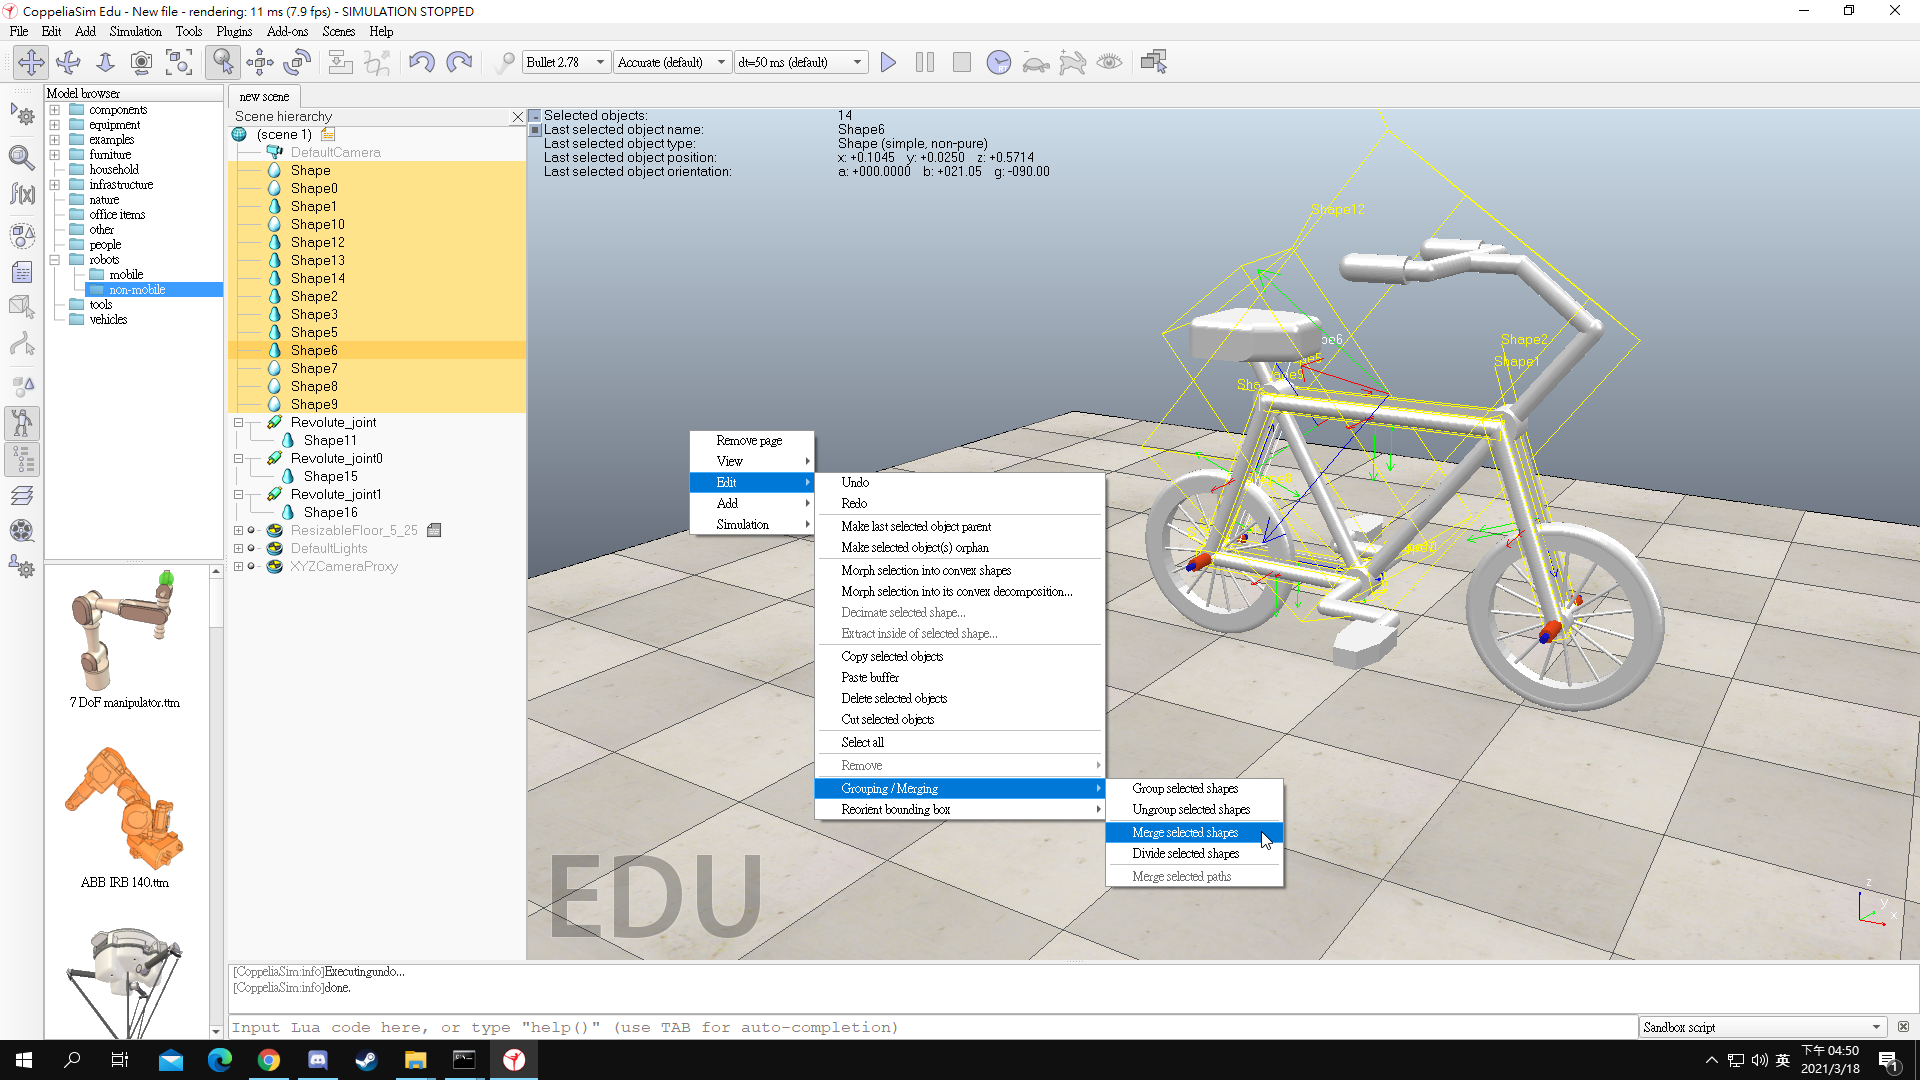 CoppeliaSim Edu - New file - rendering: 11 ms (7.9 fps) - SIMULATION STOPPED
File Edit Add Simulation Tools Plugins Add-ons Scenes Help
Bullet 2.78 Accurate (default) dt=50 ms (default)
Model browser
components
equipment
examples
furniture
household
infrastructure
nature
office items
other
people
robots
mobile
non-mobile
tools
vehicles
7 DoF manipulator.ttm
ABB IRB 140.ttm
new scene
Scene hierarchy
(scene 1)
DefaultCamera
Shape
Shape0
Shape1
Shape10
Shape12
Shape13
Shape14
Shape2
Shape3
Shape5
Shape6
Shape7
Shape8
Shape9
Revolute_joint
Shape11
Revolute_joint0
Shape15
Revolute_joint1
Shape16
ResizableFloor_5_25
DefaultLights
XYZCameraProxy
Selected objects: 14
Last selected object name: Shape6
Last selected object type: Shape (simple, non-pure)
Last selected object position: x: +0.1045 y: +0.0250 z: +0.5714
Last selected object orientation: a: +000.0000 b: +021.05 g: -090.00
Shape12
Shape2
Shape1
Remove page
View
Edit
Add
Simulation
Undo
Redo
Make last selected object parent
Make selected object(s) orphan
Morph selection into convex shapes
Morph selection into its convex decomposition...
Decimate selected shape...
Extract inside of selected shape...
Copy selected objects
Paste buffer
Delete selected objects
Cut selected objects
Select all
Remove
Grouping / Merging
Reorient bounding box
Group selected shapes
Ungroup selected shapes
Merge selected shapes
Divide selected shapes
Merge selected paths
EDU
z
y
x
[CoppeliaSim:info]Executingundo...
[CoppeliaSim:info]done.
Input Lua code here, or type "help()" (use TAB for auto-completion)
Sandbox script
英
下午 04:50
2021/3/18
1